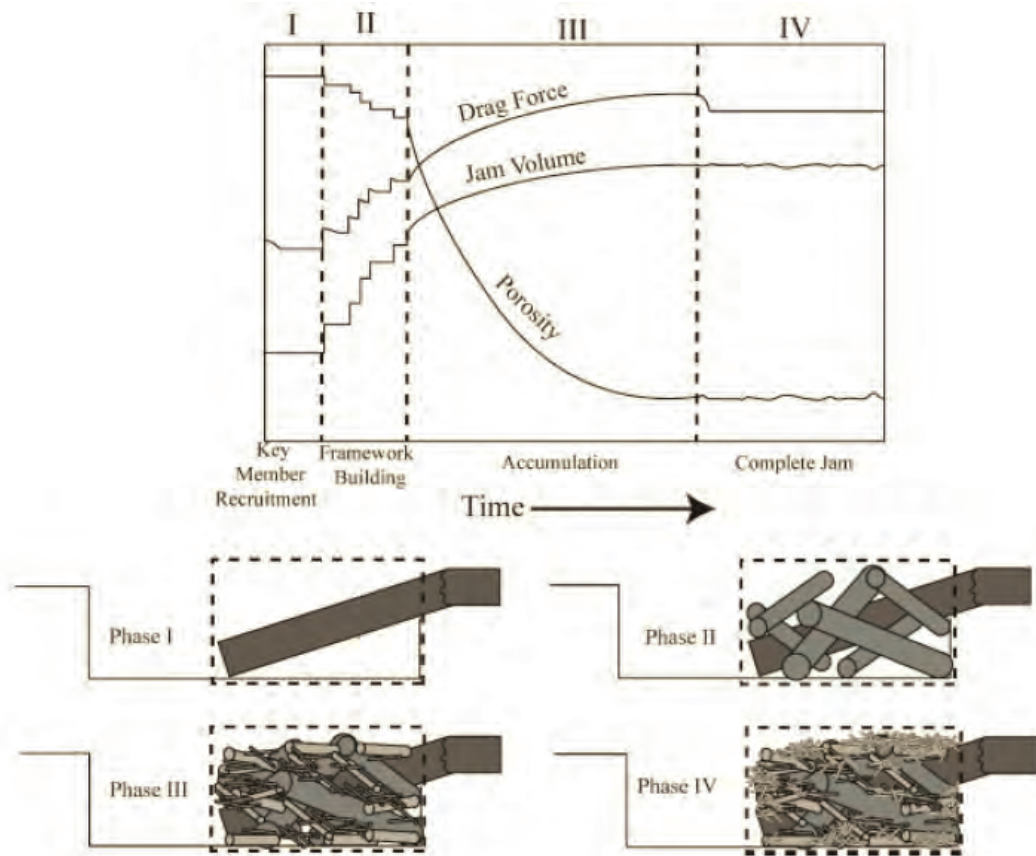 I II III IV
Drag Force
Jam Volume
Porosity
Key
Member
Recruitment
Framework
Building
Accumulation
Complete Jam
Time
Phase I
Phase II
Phase III
Phase IV